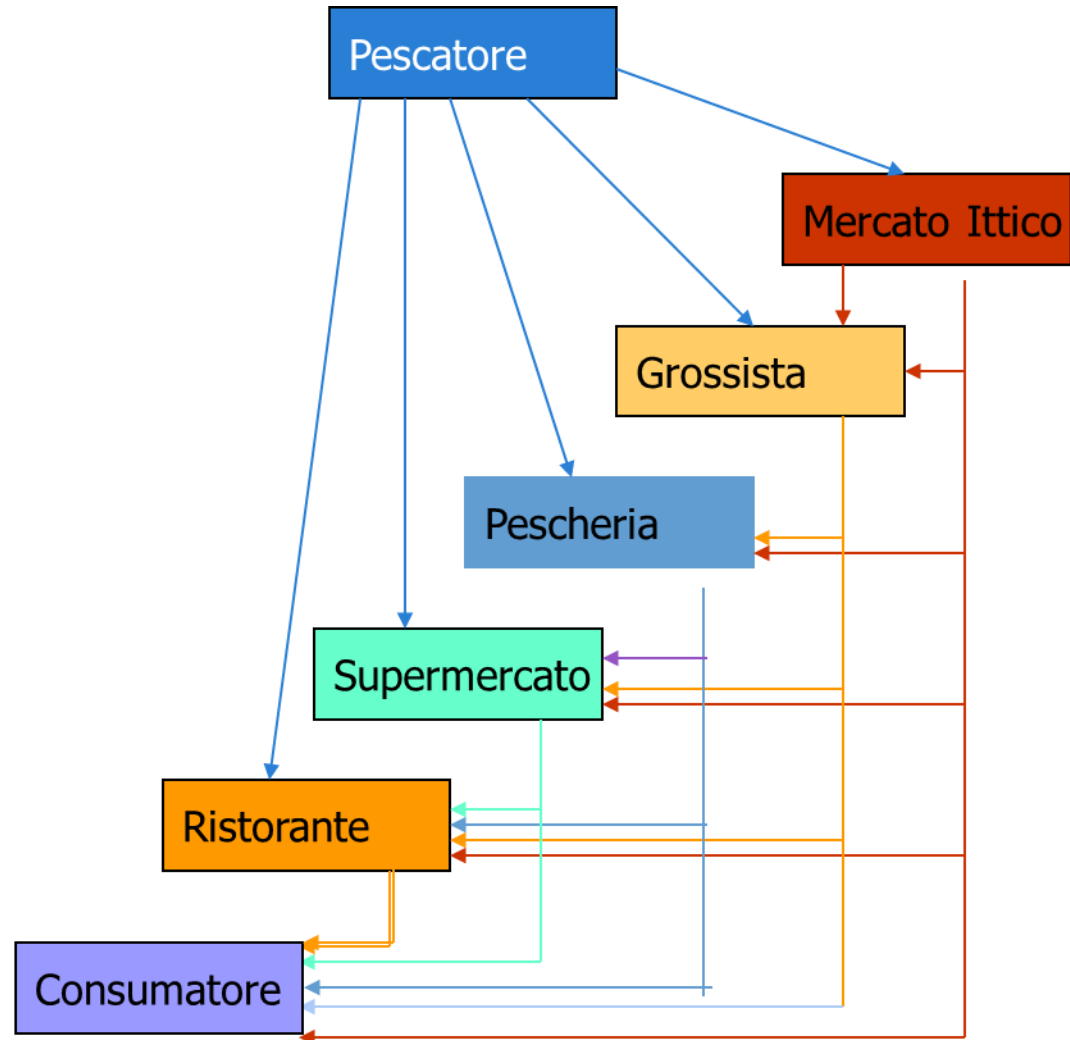 Pescatore
Mercato Ittico
Grossista
Pescheria
Supermercato
Ristorante
Consumatore